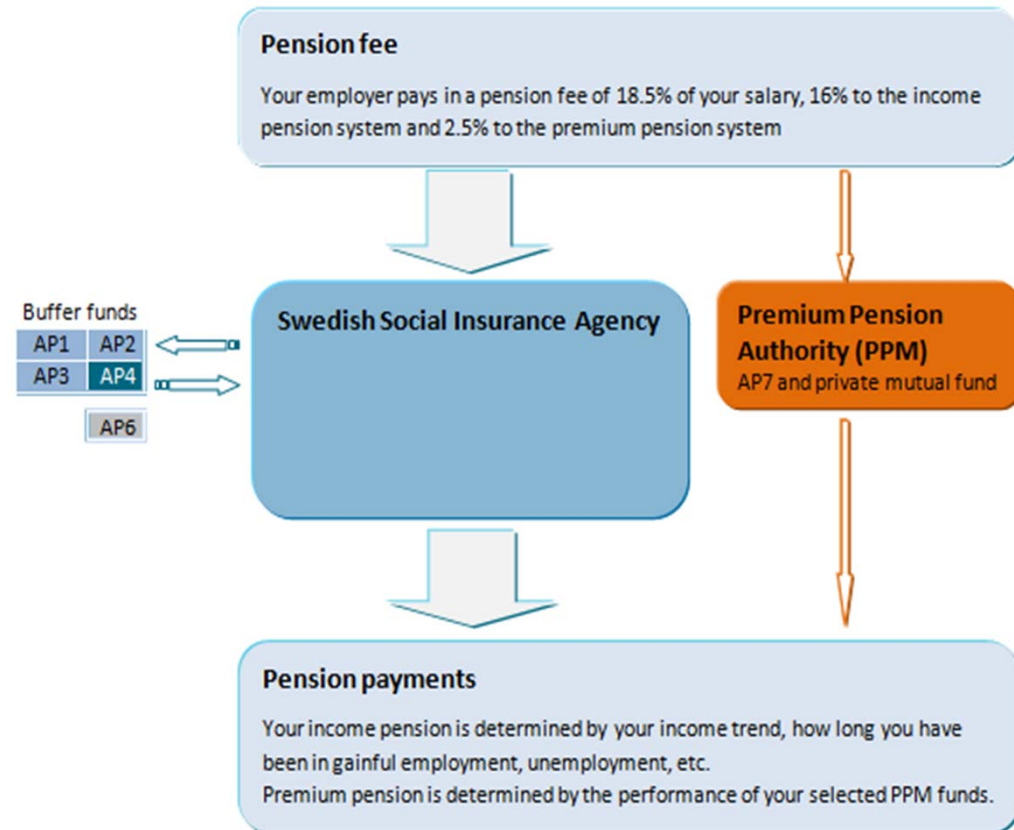 Pension fee
Your employer pays in a pension fee of 18.5% of your salary, 16% to the income
pension system and 2.5% to the premium pension system
Buffer funds
AP1 AP2
AP3 AP4
AP6
Swedish Social Insurance Agency
Premium Pension
Authority (PPM)
AP7 and private mutual fund
Pension payments
Your income pension is determined by your income trend, how long you have
been in gainful employment, unemployment, etc.
Premium pension is determined by the performance of your selected PPM funds.